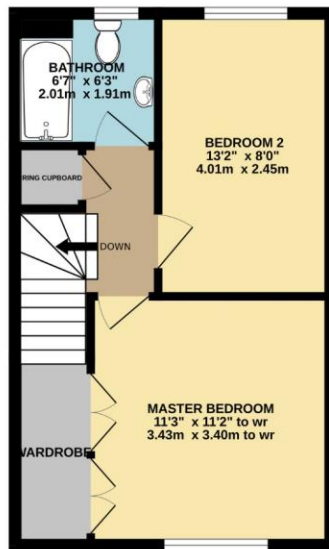 BATHROOM
6'7" x 6'3"
2.01m x 1.91m
BEDROOM 2
13'2" x 8'0"
4.01m x 2.45m
RING CUPBOARD
DOWN
MASTER BEDROOM
11'3" x 11'2" to wr
3.43m x 3.40m to wr
WARDROBE